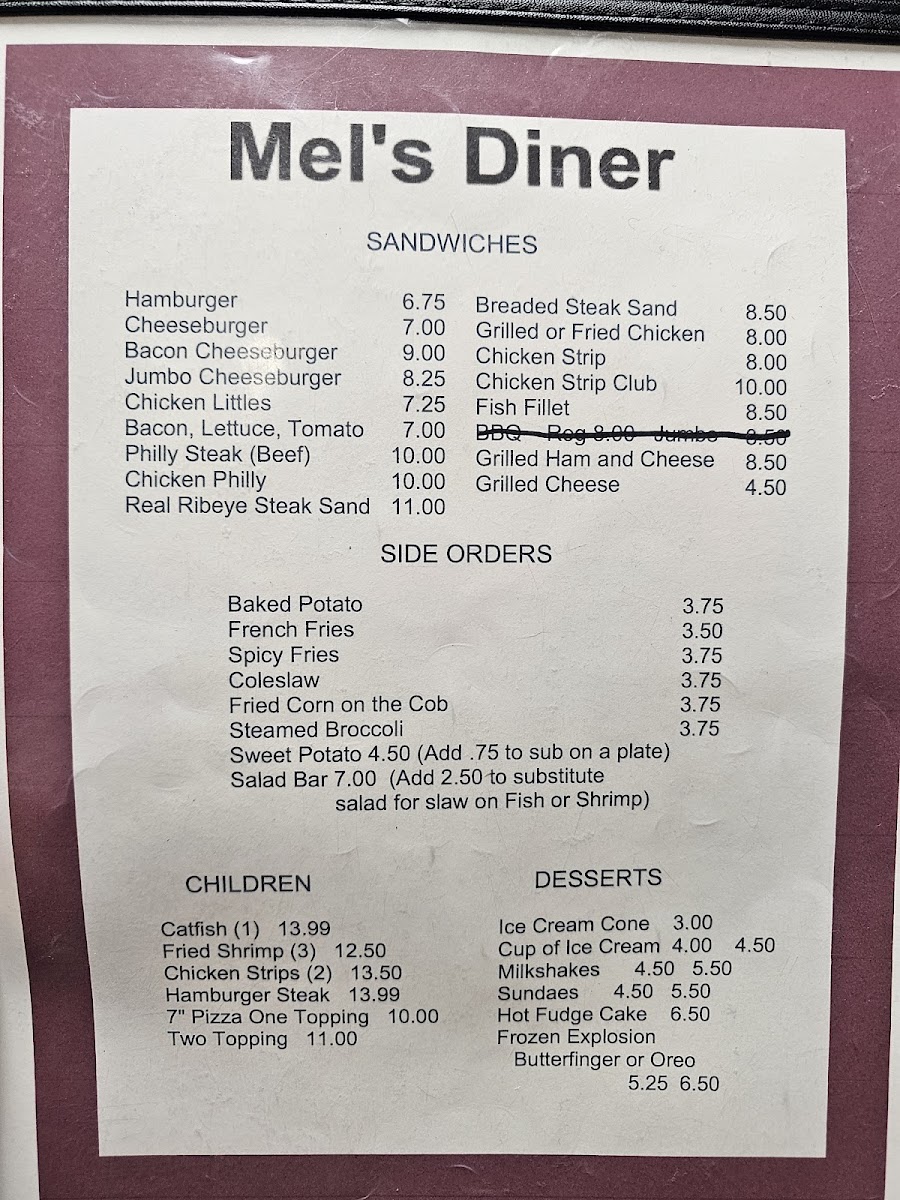 Mel's Diner
SANDWICHES
Hamburger 6.75
Cheeseburger 7.00
Bacon Cheeseburger 9.00
Jumbo Cheeseburger 8.25
Chicken Littles 7.25
Bacon, Lettuce, Tomato 7.00
Philly Steak (Beef) 10.00
Chicken Philly 10.00
Real Ribeye Steak Sand 11.00
Breaded Steak Sand 8.50
Grilled or Fried Chicken 8.00
Chicken Strip 8.00
Chicken Strip Club 10.00
Fish Fillet 8.50
BBQ Reg 8.00 Jumbo 8.50
Grilled Ham and Cheese 8.50
Grilled Cheese 4.50
SIDE ORDERS
Baked Potato 3.75
French Fries 3.50
Spicy Fries 3.75
Coleslaw 3.75
Fried Corn on the Cob 3.75
Steamed Broccoli 3.75
Sweet Potato 4.50 (Add .75 to sub on a plate)
Salad Bar 7.00 (Add 2.50 to substitute
salad for slaw on Fish or Shrimp)
CHILDREN
Catfish (1) 13.99
Fried Shrimp (3) 12.50
Chicken Strips (2) 13.50
Hamburger Steak 13.99
7" Pizza One Topping 10.00
Two Topping 11.00
DESSERTS
Ice Cream Cone 3.00
Cup of Ice Cream 4.00 4.50
Milkshakes 4.50 5.50
Sundaes 4.50 5.50
Hot Fudge Cake 6.50
Frozen Explosion
Butterfinger or Oreo
5.25 6.50